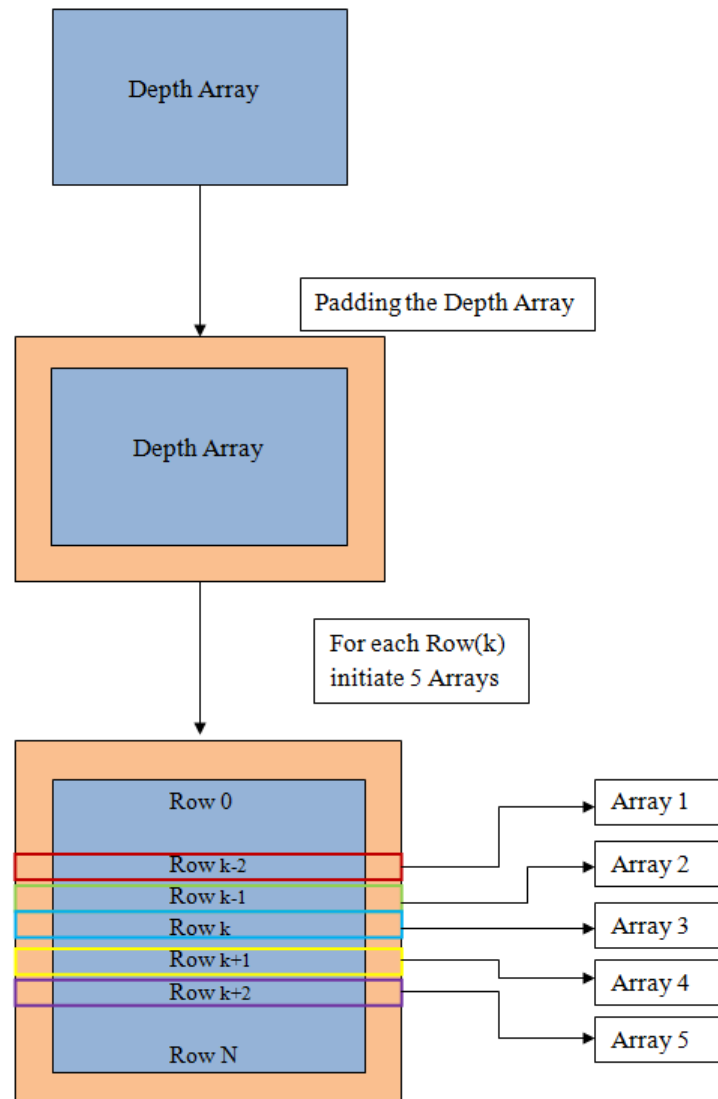 Depth Array
Padding the Depth Array
Depth Array
For each Row(k)
initiate 5 Arrays
Row 0
Array 1
Row k-2
Array 2
Row k-1
Row k
Array 3
Row k+1
Array 4
Row k+2
Array 5
Row N